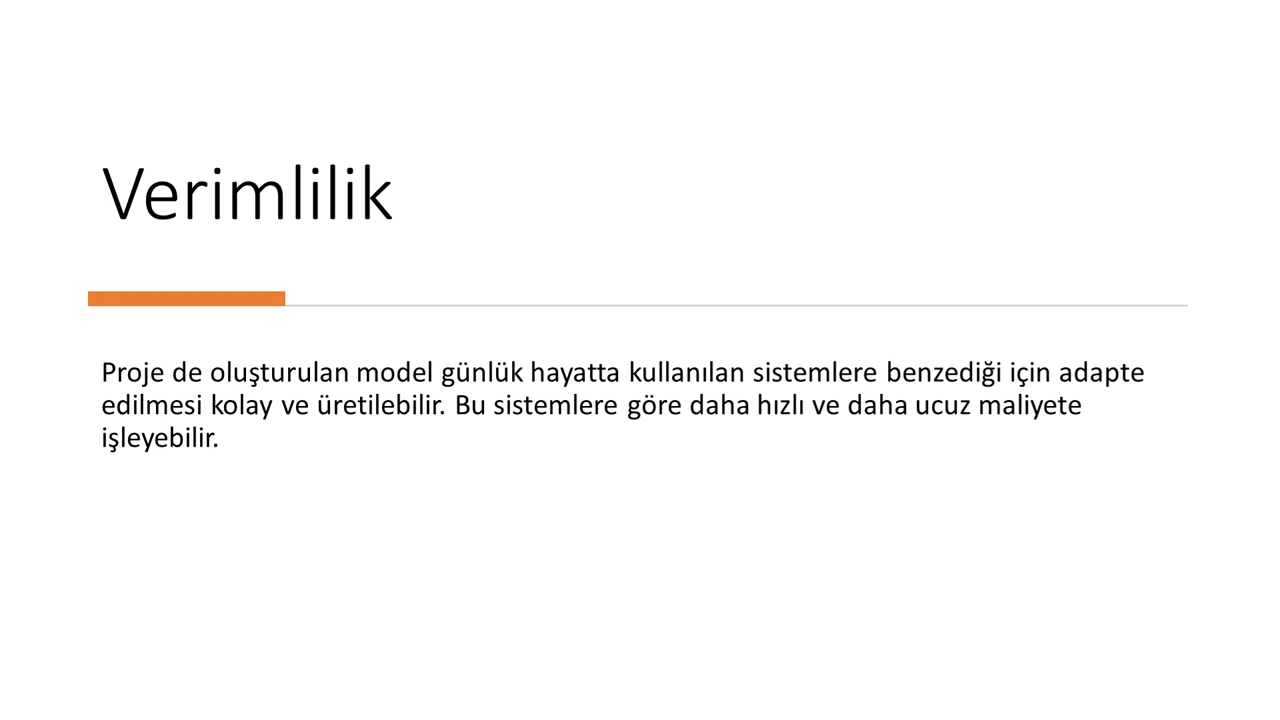 Verimlilik
Proje de oluşturulan model günlük hayatta kullanılan sistemlere benzediği için adapte
edilmesi kolay ve üretilebilir. Bu sistemlere göre daha hızlı ve daha ucuz maliyete
işleyebilir.